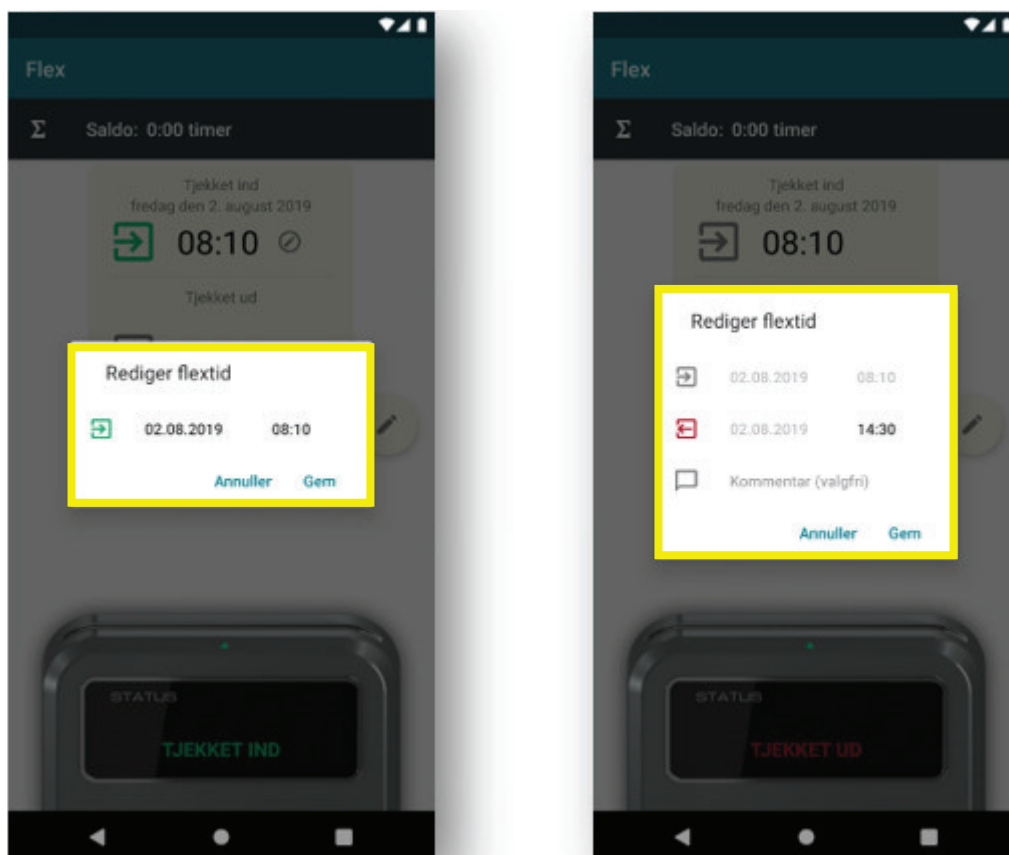 Flex
Σ Saldo: 0:00 timer
Tjekket ind
fredag den 2. august 2019
08:10
Tjekket ud
Rediger flextid
02.08.2019 08:10
Annuller Gem
STATUS
TJEKKET IND
Flex
Σ Saldo: 0:00 timer
Tjekket ind
fredag den 2. august 2019
08:10
Rediger flextid
02.08.2019 08:10
02.08.2019 14:30
Kommentar (valgfri)
Annuller Gem
STATUS
TJEKKET UD